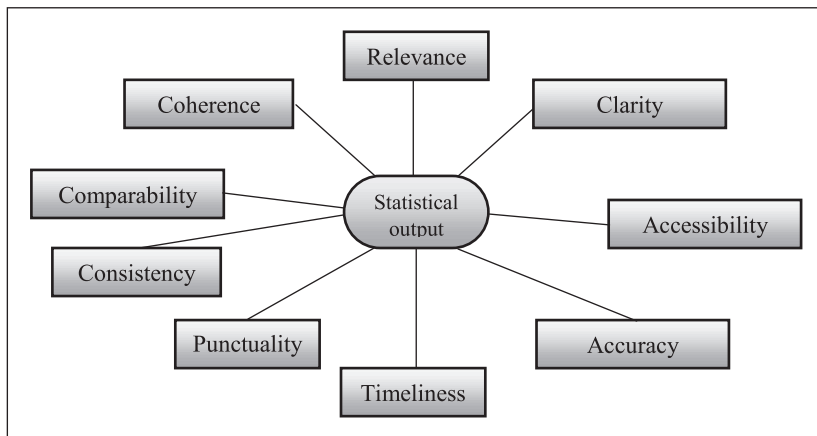 Relevance
Coherence
Clarity
Comparability
Statistical
output
Accessibility
Consistency
Punctuality
Accuracy
Timeliness